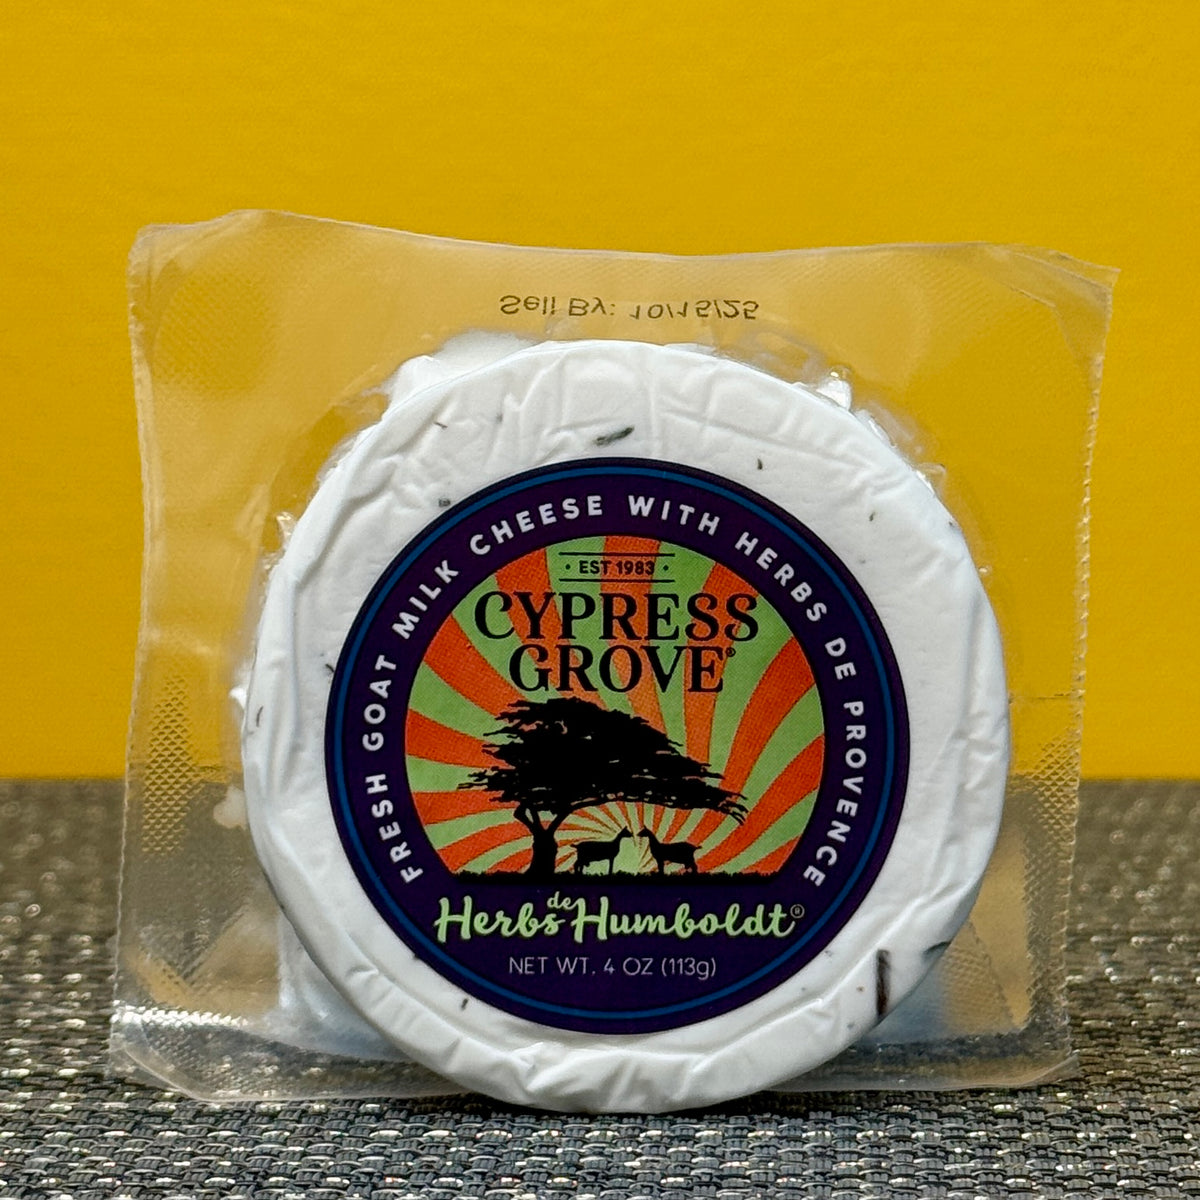 Sell By: 10/15/25
FRESH GOAT MILK CHEESE WITH HERBS DE PROVENCE
· EST 1983 ·
CYPRESS
GROVE®
Herbs de Humboldt®
NET WT. 4 OZ (113g)